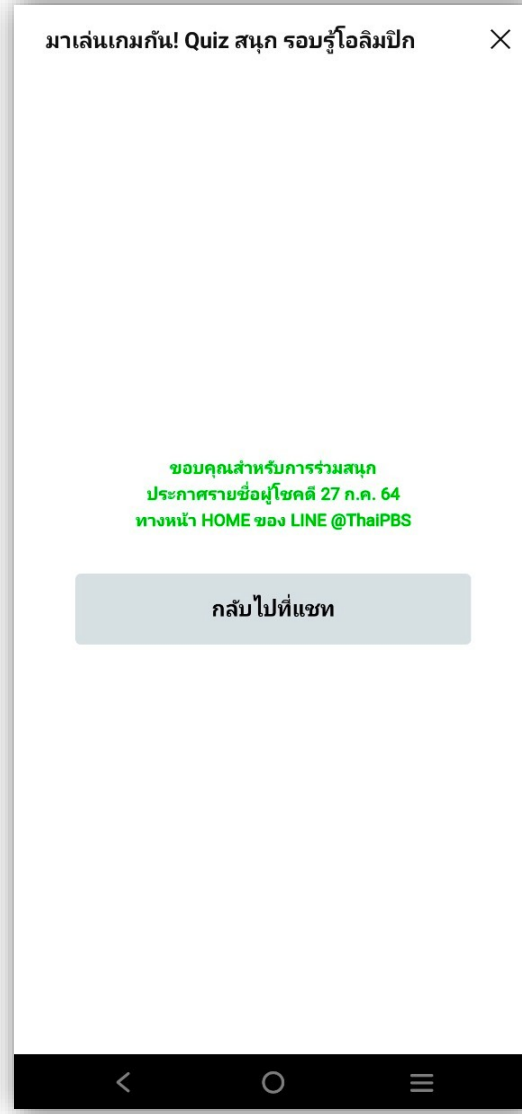 มาเล่นเกมกัน! Quiz สนุก รอบรู้โอลิมปิก
ขอบคุณสำหรับการร่วมสนุก
ประกาศรายชื่อผู้โชคดี 27 ก.ค. 64
ทางหน้า HOME ของ LINE @ThaiPBS
กลับไปที่แชท